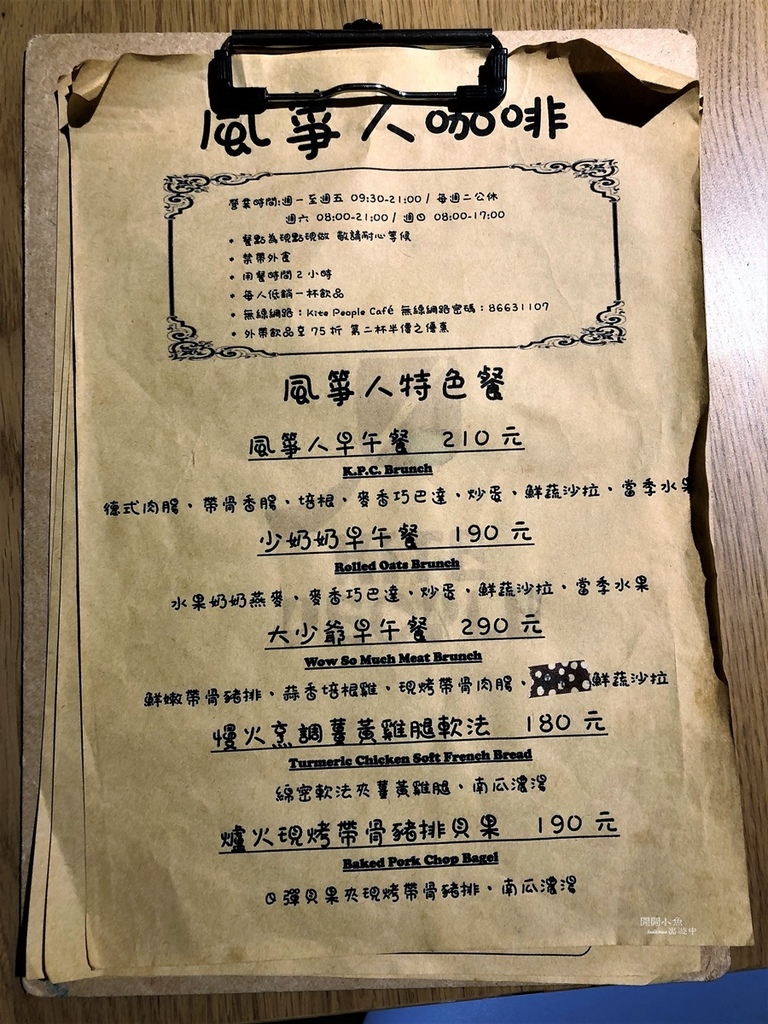 風箏人咖啡
營業時間:週一至週五 09:30-21:00 / 每週二公休
週六 08:00-21:00 / 週四 08:00-17:00
• 餐點為現點現做 敬請耐心等候
• 禁帶外食
• 用餐時間 2 小時
• 每人低銷一杯飲品
• 無線網路：Kite People Café 無線網路密碼：86631107
• 外帶飲品享 75 折 第二杯半價之優惠
風箏人特色餐
風箏人早午餐 210 元
K.P.C. Brunch
德式肉腸、帶骨香腸、培根、麥香巧巴達、炒蛋、鮮蔬沙拉、當季水果
少奶奶早午餐 190 元
Rolled Oats Brunch
水果奶奶燕麥、麥香巧巴達、炒蛋、鮮蔬沙拉、當季水果
大少爺早午餐 290 元
Wow So Much Meat Brunch
鮮嫩帶骨豬排、蒜香培根雞、現烤帶骨肉腸、鮮蔬沙拉
慢火烹調薑黃雞腿軟法 180 元
Turmeric Chicken Soft French Bread
綿密軟法夾薑黃雞腿、南瓜濃湯
爐火現烤帶骨豬排貝果 190 元
Baked Pork Chop Bagel
Q 彈貝果夾現烤帶骨豬排、南瓜濃湯
開開小魚
出遊中